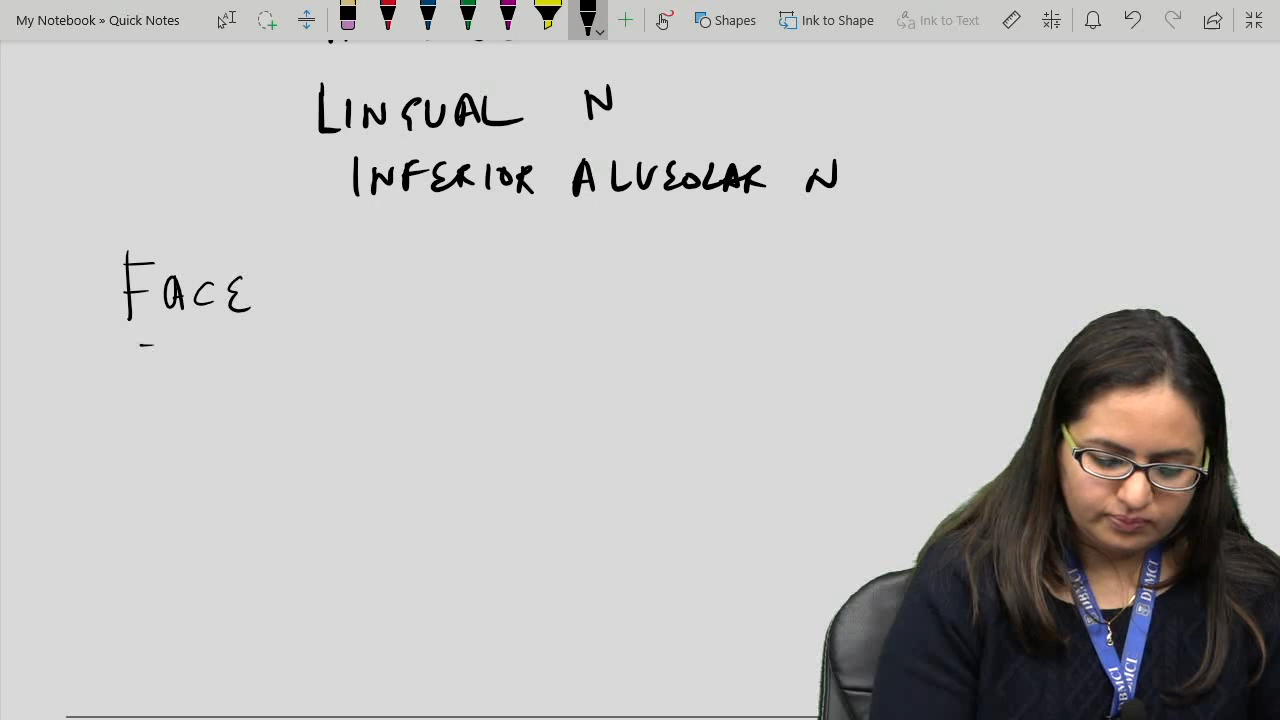 My Notebook » Quick Notes
Shapes
Ink to Shape
Ink to Text
LINGUAL N
INFERIOR ALVEOLAR N
FACE
-